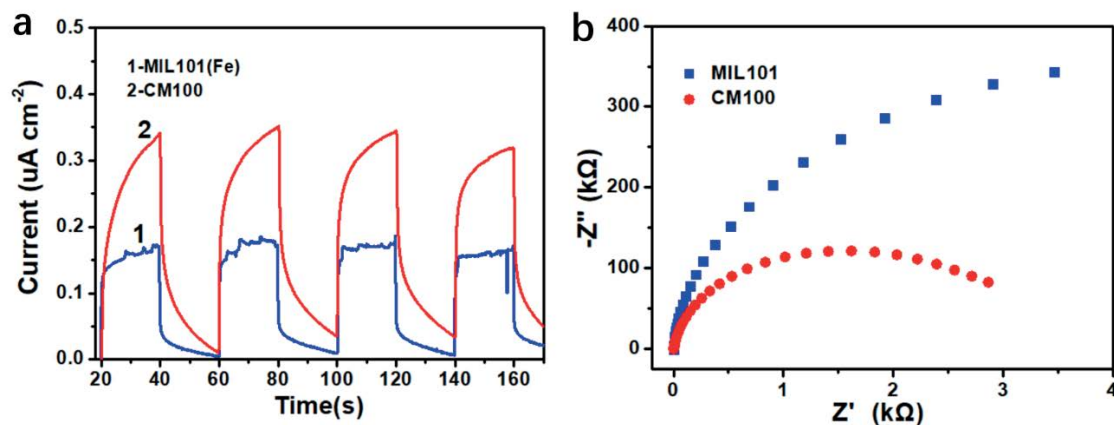 a
0.5
0.4
0.3
0.2
0.1
0.0
Current (uA cm⁻²)
1-MIL101(Fe)
2-CM100
2
1
20 40 60 80 100 120 140 160
Time(s)
b
400
300
200
100
0
-Z'' (kΩ)
MIL101
CM100
0 1 2 3 4
Z' (kΩ)